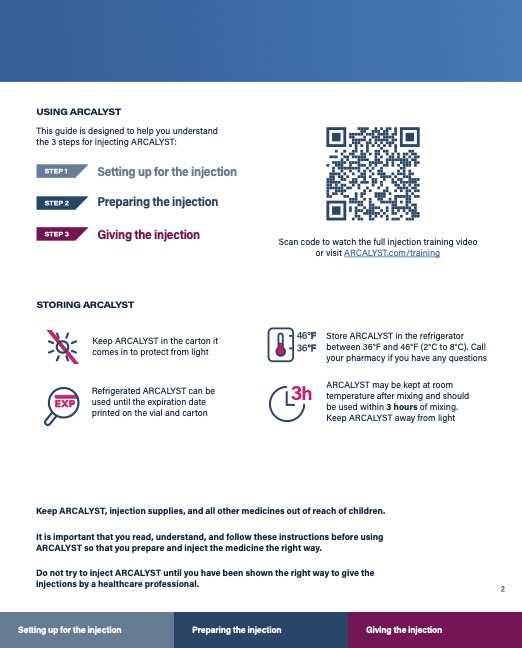 USING ARCALYST
This guide is designed to help you understand
the 3 steps for injecting ARCALYST:
STEP 1
Setting up for the injection
STEP 2
Preparing the injection
STEP 3
Giving the injection
Scan code to watch the full injection training video
or visit ARCALYST.com/training
STORING ARCALYST
Keep ARCALYST in the carton it
comes in to protect from light
46°F
36°F
Store ARCALYST in the refrigerator
between 36°F and 46°F (2°C to 8°C). Call
your pharmacy if you have any questions
EXP
Refrigerated ARCALYST can be
used until the expiration date
printed on the vial and carton
3h
ARCALYST may be kept at room
temperature after mixing and should
be used within 3 hours of mixing.
Keep ARCALYST away from light
Keep ARCALYST, injection supplies, and all other medicines out of reach of children.
It is important that you read, understand, and follow these instructions before using
ARCALYST so that you prepare and inject the medicine the right way.
Do not try to inject ARCALYST until you have been shown the right way to give the
injections by a healthcare professional.
2
Setting up for the injection
Preparing the injection
Giving the injection